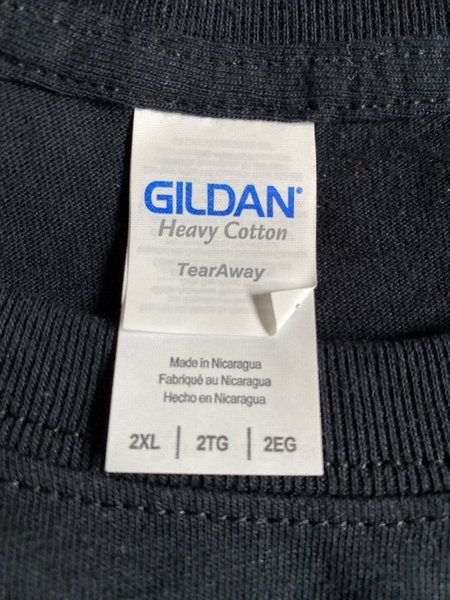 GILDAN®
Heavy Cotton
TearAway
Made in Nicaragua
Fabriqué au Nicaragua
Hecho en Nicaragua
2XL | 2TG | 2EG